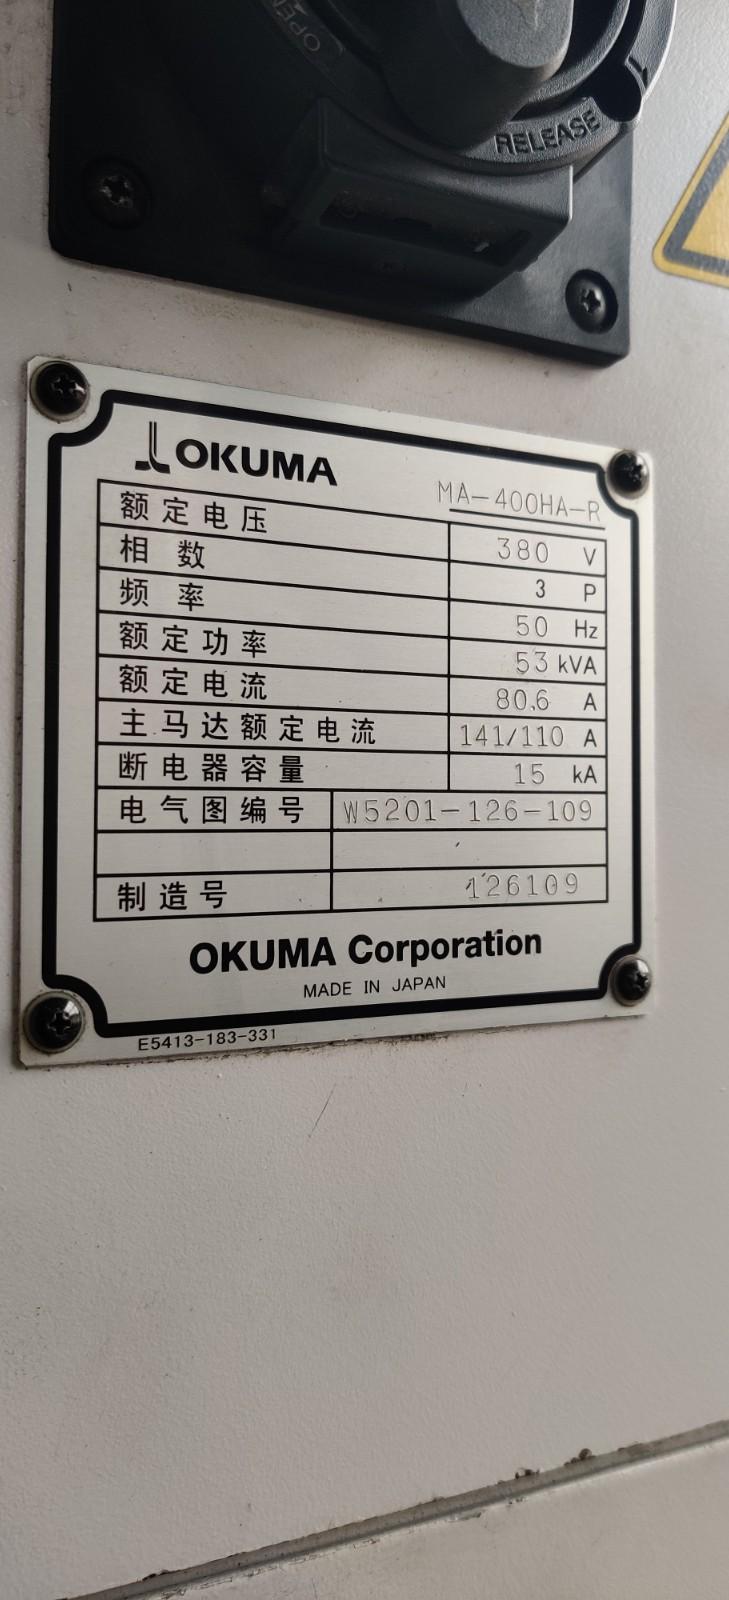 OPEN
RELEASE
OKUMA
MA-400HA-R
额定电压 380 V
相数 3 P
频率 50 Hz
额定功率 53 kVA
额定电流 80.6 A
主马达额定电流 141/110 A
断电器容量 15 kA
电气图编号 W5201-126-109
制造号 126109
OKUMA Corporation
MADE IN JAPAN
E5413-183-331